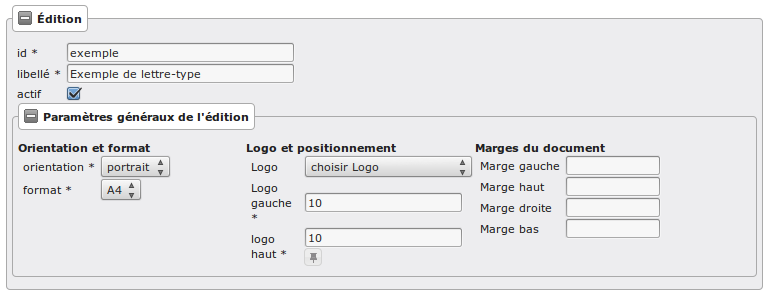 Édition
id * exemple
libellé * Exemple de lettre-type
actif
Paramètres généraux de l'édition
Orientation et format
orientation * portrait
format * A4
Logo et positionnement
Logo choisir Logo
Logo
gauche 10
*
logo 10
haut *
Marges du document
Marge gauche
Marge haut
Marge droite
Marge bas